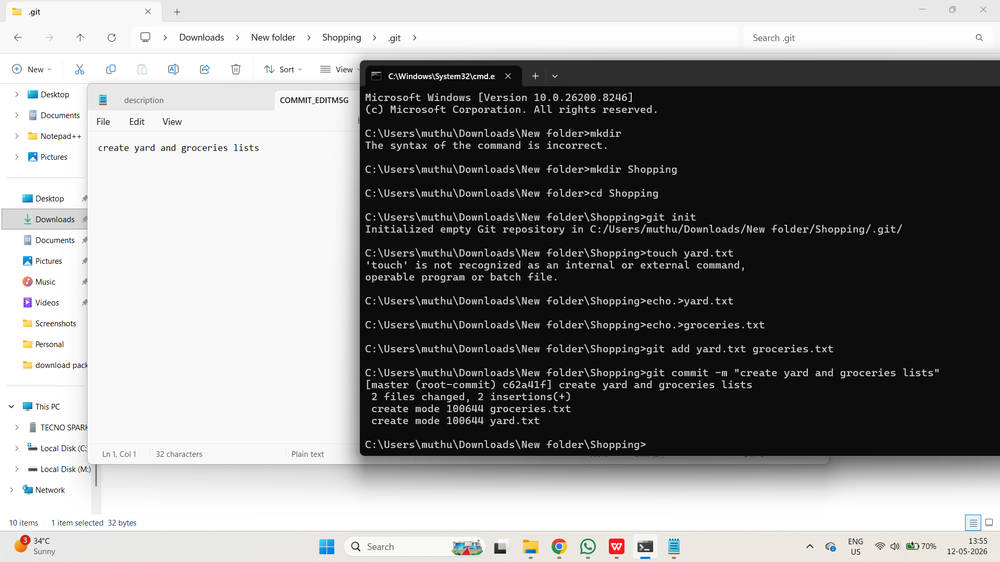 .git
Downloads > New folder > Shopping > .git >
Search .git
New
Sort
View
Desktop
Documents
Notepad++
Pictures
Desktop
Downloads
Documents
Pictures
Music
Videos
Screenshots
Personal
download pack
This PC
TECNO SPARK
Local Disk (C:)
Local Disk (M:)
Network
10 items
1 item selected 32 bytes
description
COMMIT_EDITMSG
File
Edit
View
create yard and groceries lists
Ln 1, Col 1
32 characters
Plain text
C:\Windows\System32\cmd.e
Microsoft Windows [Version 10.0.26200.8246]
(c) Microsoft Corporation. All rights reserved.
C:\Users\muthu\Downloads\New folder>mkdir
The syntax of the command is incorrect.
C:\Users\muthu\Downloads\New folder>mkdir Shopping
C:\Users\muthu\Downloads\New folder>cd Shopping
C:\Users\muthu\Downloads\New folder\Shopping>git init
Initialized empty Git repository in C:/Users/muthu/Downloads/New folder/Shopping/.git/
C:\Users\muthu\Downloads\New folder\Shopping>touch yard.txt
'touch' is not recognized as an internal or external command,
operable program or batch file.
C:\Users\muthu\Downloads\New folder\Shopping>echo.>yard.txt
C:\Users\muthu\Downloads\New folder\Shopping>echo.>groceries.txt
C:\Users\muthu\Downloads\New folder\Shopping>git add yard.txt groceries.txt
C:\Users\muthu\Downloads\New folder\Shopping>git commit -m "create yard and groceries lists"
[master (root-commit) c62a41f] create yard and groceries lists
2 files changed, 2 insertions(+)
create mode 100644 groceries.txt
create mode 100644 yard.txt
C:\Users\muthu\Downloads\New folder\Shopping>
3
34°C
Sunny
Search
ENG
US
70%
13:55
12-05-2026